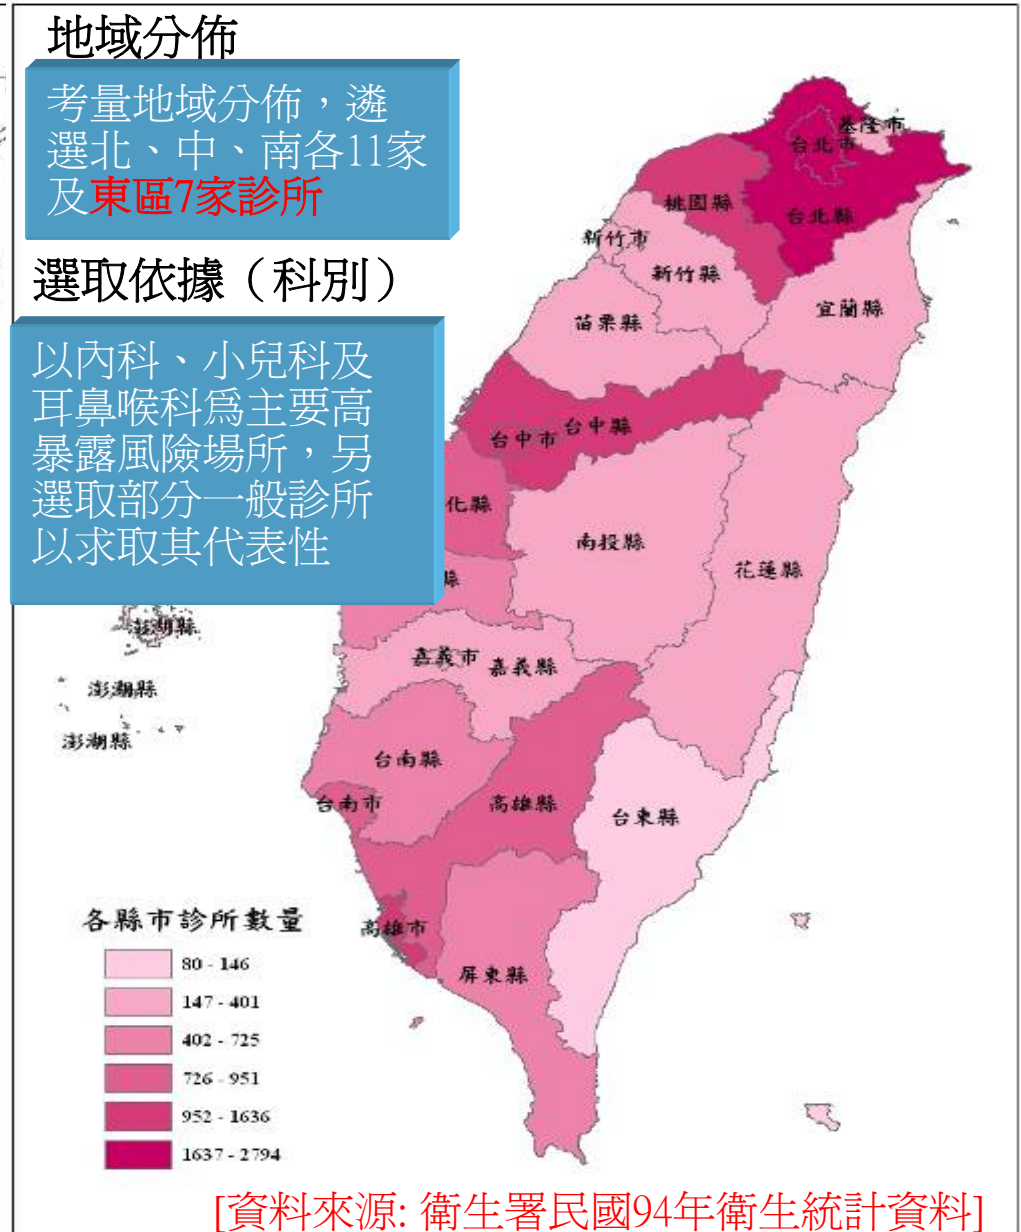 地域分佈
考量地域分佈，遴
選北、中、南各11家
及東區7家診所
選取依據（科別）
以內科、小兒科及
耳鼻喉科為主要高
暴露風險場所，另
選取部分一般診所
以求取其代表性
基隆市
台北市
桃園縣
台北縣
新竹市
新竹縣
宜蘭縣
苗栗縣
台中市
台中縣
化縣
南投縣
花蓮縣
縣
澎湖縣
嘉義市
嘉義縣
澎湖縣
澎湖縣
台南縣
台南市
高雄縣
台東縣
高雄市
屏東縣
各縣市診所數量
80 - 146
147 - 401
402 - 725
726 - 951
952 - 1636
1637 - 2794
[資料來源: 衛生署民國94年衛生統計資料]